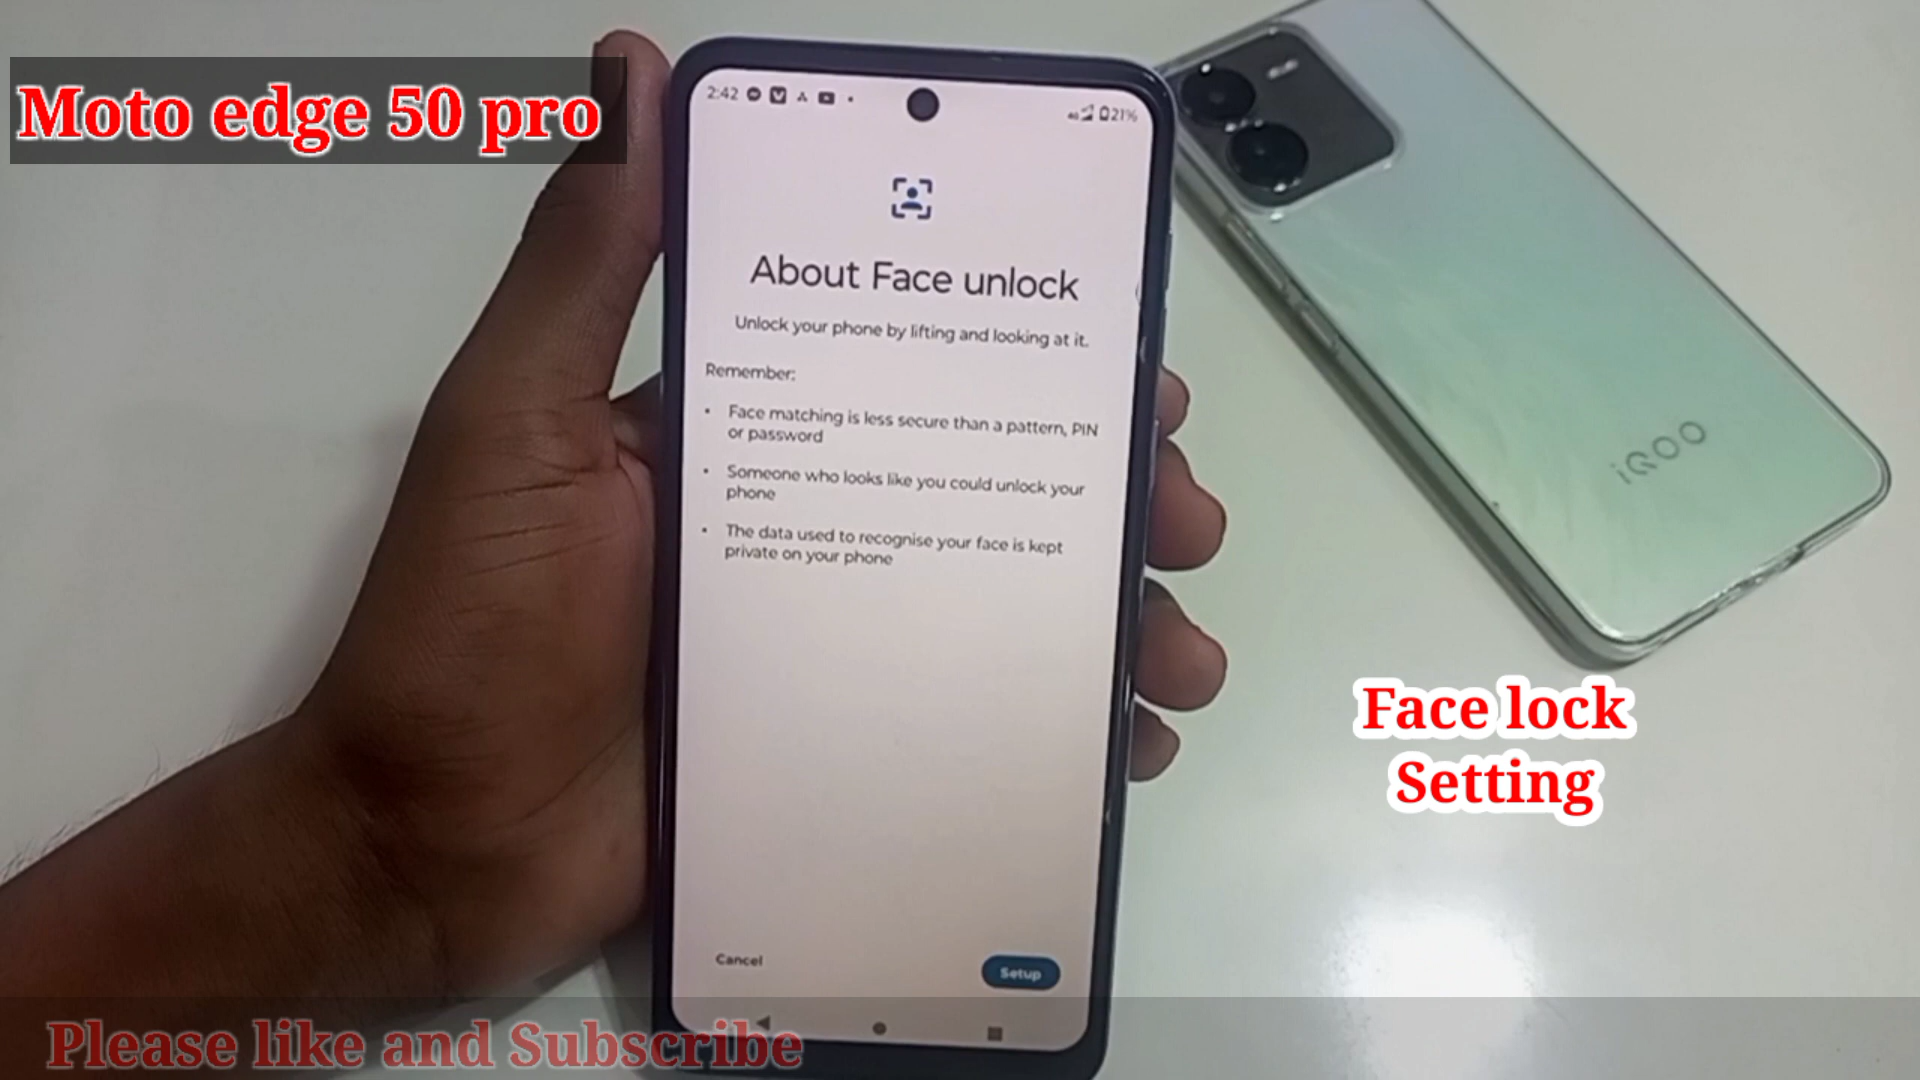 Moto edge 50 pro
2:42
21%
About Face unlock
Unlock your phone by lifting and looking at it.
Remember:
• Face matching is less secure than a pattern, PIN
or password
• Someone who looks like you could unlock your
phone
• The data used to recognise your face is kept
private on your phone
Cancel
Setup
iQOO
Face lock
Setting
Please like and Subscribe